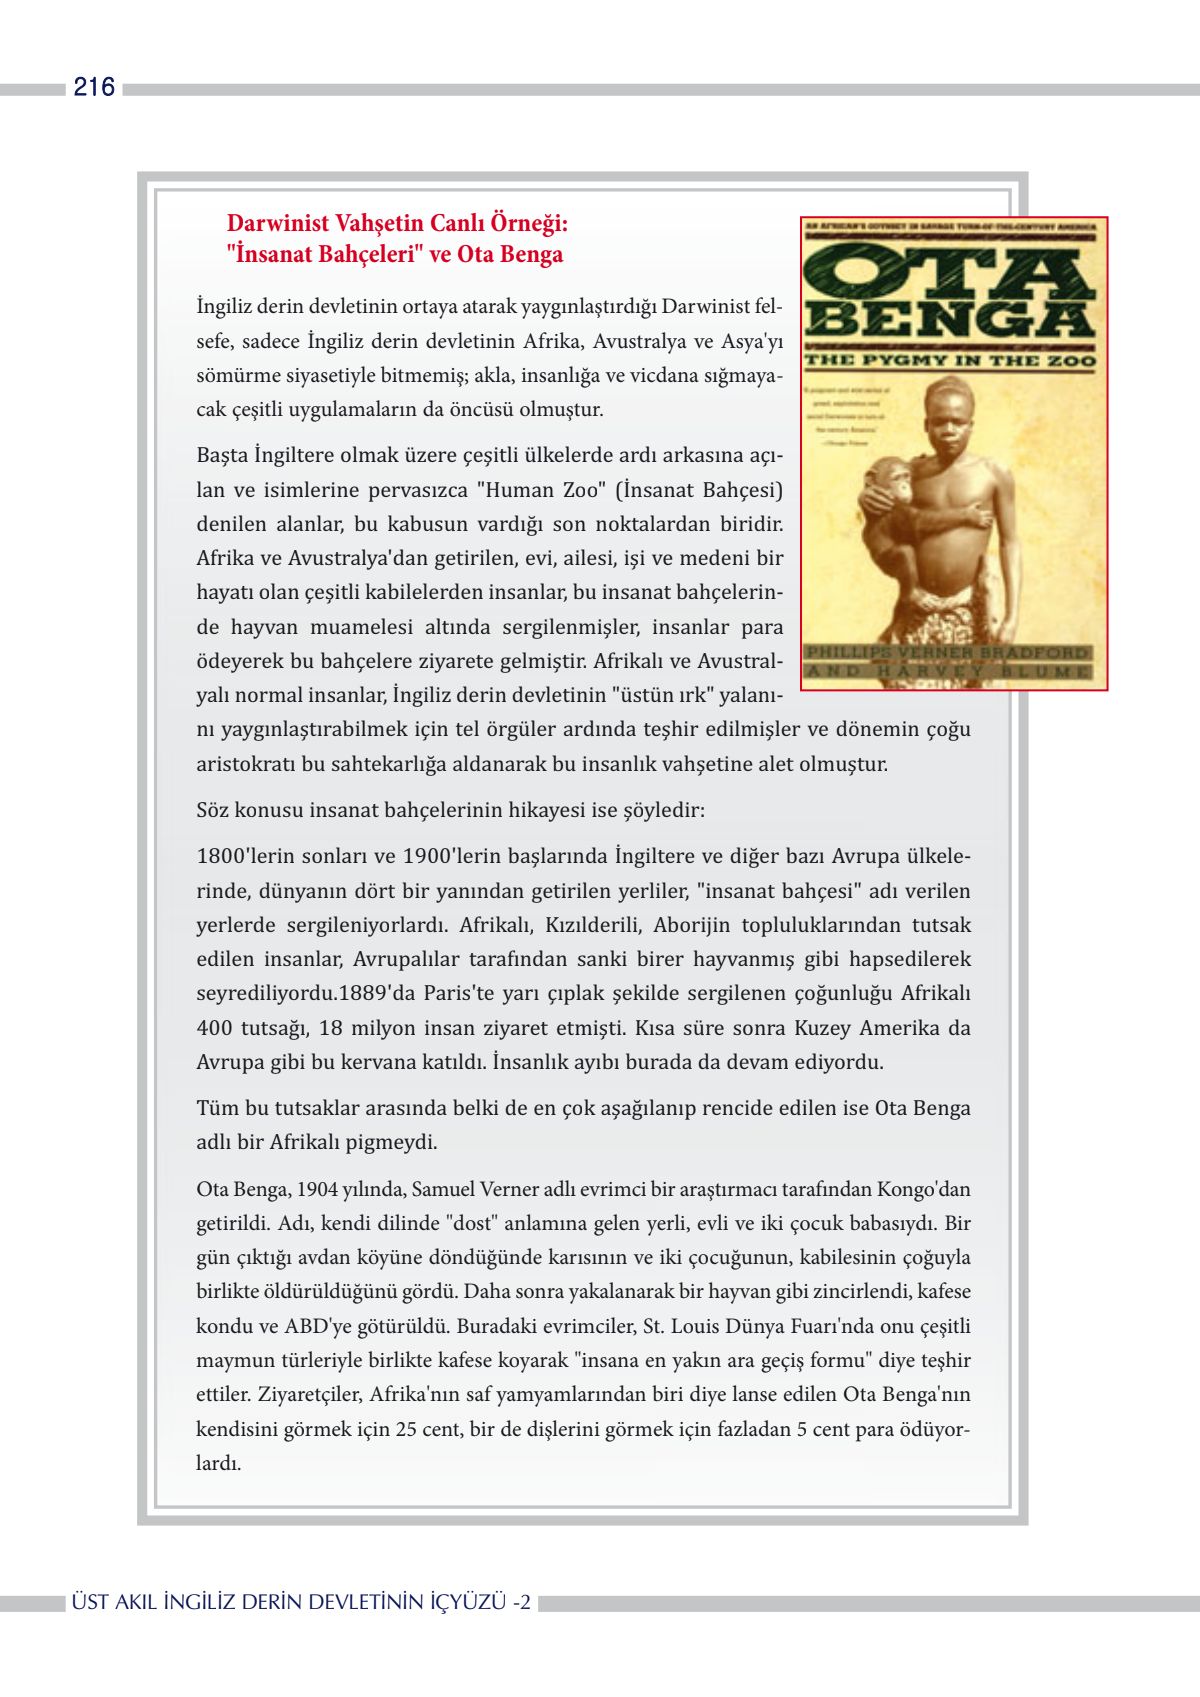 216
Darwinist Vahşetin Canlı Örneği:
"İnsanat Bahçeleri" ve Ota Benga
İngiliz derin devletinin ortaya atarak yaygınlaştırdığı Darwinist fel-
sefe, sadece İngiliz derin devletinin Afrika, Avustralya ve Asya'yı
sömürme siyasetiyle bitmemiş; akla, insanlığa ve vicdana sığmaya-
cak çeşitli uygulamaların da öncüsü olmuştur.
Başta İngiltere olmak üzere çeşitli ülkelerde ardı arkasına açı-
lan ve isimlerine pervasızca "Human Zoo" (İnsanat Bahçesi)
denilen alanlar, bu kabusun vardığı son noktalardan biridir.
Afrika ve Avustralya'dan getirilen, evi, ailesi, işi ve medeni bir
hayatı olan çeşitli kabilelerden insanlar, bu insanat bahçelerin-
de hayvan muamelesi altında sergilenmişler, insanlar para
ödeyerek bu bahçelere ziyarete gelmiştir. Afrikalı ve Avustral-
yalı normal insanlar, İngiliz derin devletinin "üstün ırk" yalanı-
nı yaygınlaştırabilmek için tel örgüler ardında teşhir edilmişler ve dönemin çoğu
aristokratı bu sahtekarlığa aldanarak bu insanlık vahşetine alet olmuştur.
Söz konusu insanat bahçelerinin hikayesi ise şöyledir:
1800'lerin sonları ve 1900'lerin başlarında İngiltere ve diğer bazı Avrupa ülkele-
rinde, dünyanın dört bir yanından getirilen yerliler, "insanat bahçesi" adı verilen
yerlerde sergileniyorlardı. Afrikalı, Kızılderili, Aborijin topluluklarından tutsak
edilen insanlar, Avrupalılar tarafından sanki birer hayvanmış gibi hapsedilerek
seyrediliyordu.1889'da Paris'te yarı çıplak şekilde sergilenen çoğunluğu Afrikalı
400 tutsağı, 18 milyon insan ziyaret etmişti. Kısa süre sonra Kuzey Amerika da
Avrupa gibi bu kervana katıldı. İnsanlık ayıbı burada da devam ediyordu.
Tüm bu tutsaklar arasında belki de en çok aşağılanıp rencide edilen ise Ota Benga
adlı bir Afrikalı pigmeydi.
Ota Benga, 1904 yılında, Samuel Verner adlı evrimci bir araştırmacı tarafından Kongo'dan
getirildi. Adı, kendi dilinde "dost" anlamına gelen yerli, evli ve iki çocuk babasıydı. Bir
gün çıktığı avdan köyüne döndüğünde karısının ve iki çocuğunun, kabilesinin çoğuyla
birlikte öldürüldüğünü gördü. Daha sonra yakalanarak bir hayvan gibi zincirlendi, kafese
kondu ve ABD'ye götürüldü. Buradaki evrimciler, St. Louis Dünya Fuarı'nda onu çeşitli
maymun türleriyle birlikte kafese koyarak "insana en yakın ara geçiş formu" diye teşhir
ettiler. Ziyaretçiler, Afrika'nın saf yamyamlarından biri diye lanse edilen Ota Benga'nın
kendisini görmek için 25 cent, bir de dişlerini görmek için fazladan 5 cent para ödüyor-
lardı.
AN AFRICAN'S ODYSSEY IN SAVAGE TURN-OF-THE-CENTURY AMERICA
OTA
BENGA
THE PYGMY IN THE ZOO
PHILLIPS VERNER BRADFORD
AND HARVEY BLUME
ÜST AKIL İNGİLİZ DERİN DEVLETİNİN İÇYÜZÜ -2